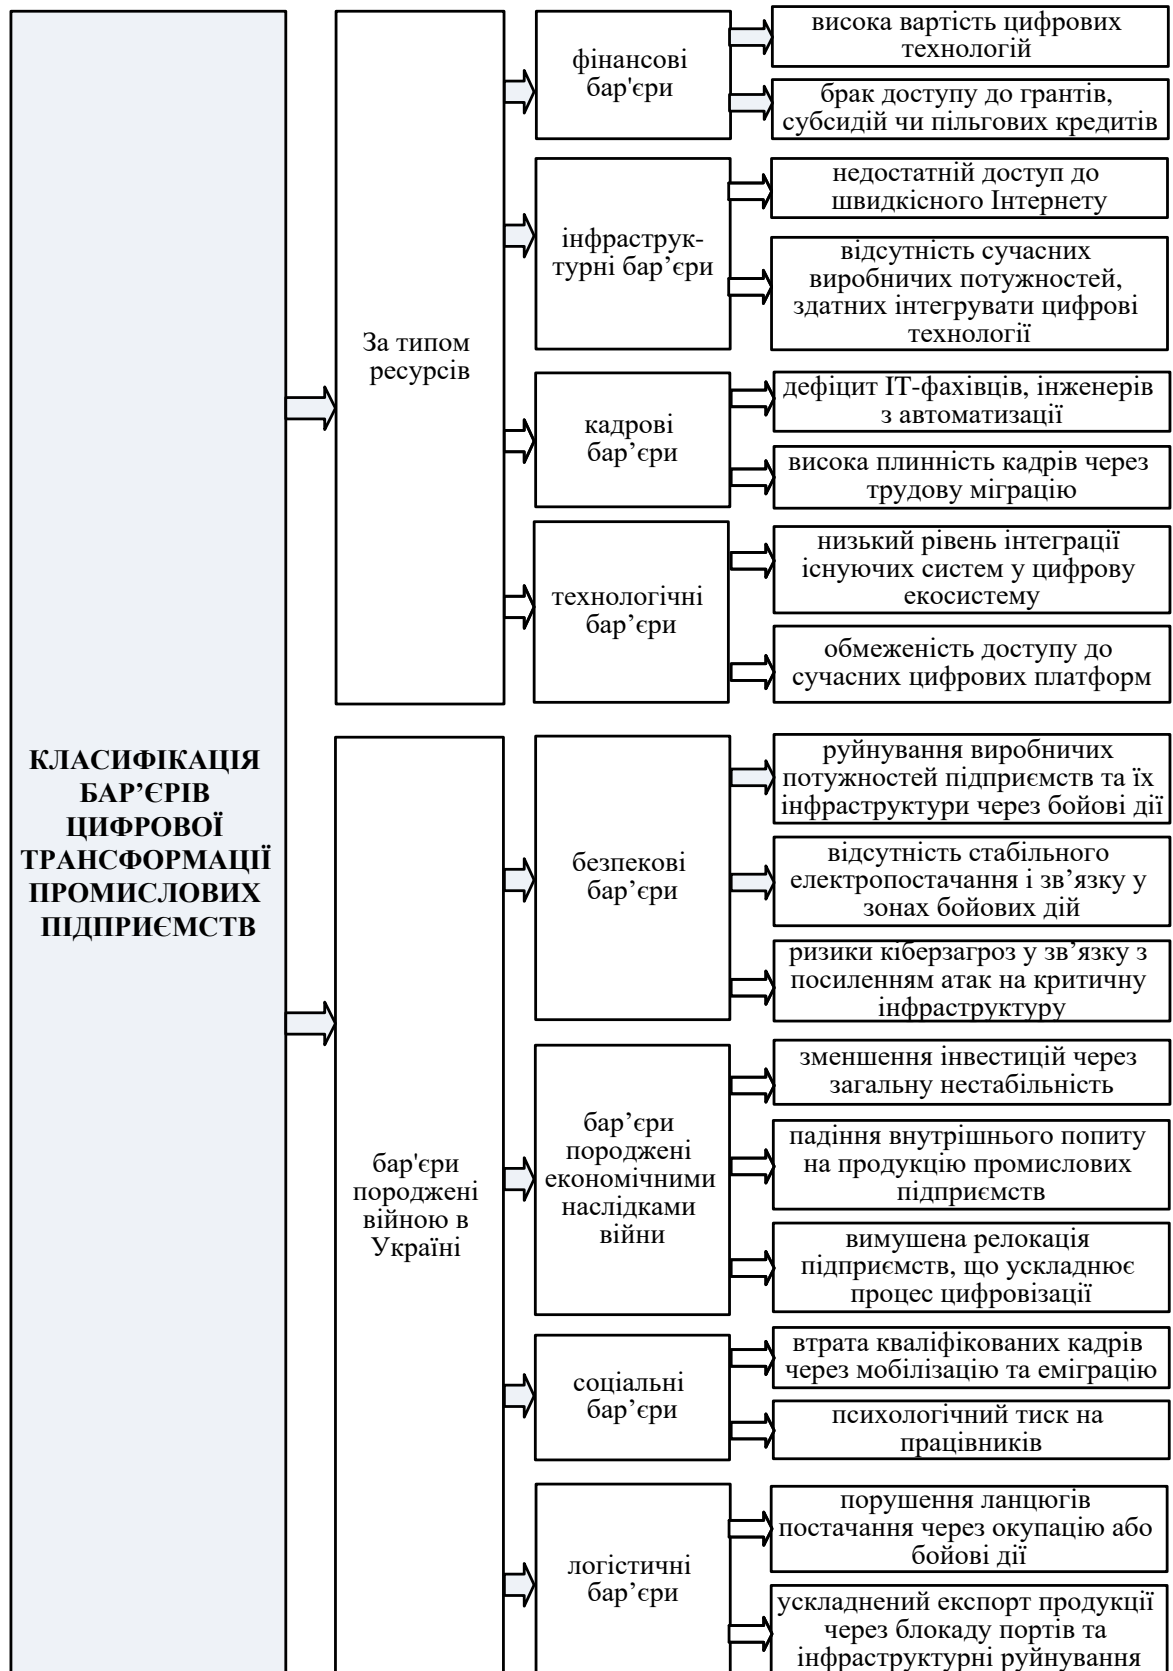 КЛАСИФІКАЦІЯ
БАР’ЄРІВ
ЦИФРОВОЇ
ТРАНСФОРМАЦІЇ
ПРОМИСЛОВИХ
ПІДПРИЄМСТВ
За типом
ресурсів
фінансові
бар'єри
висока вартість цифрових
технологій
брак доступу до грантів,
субсидій чи пільгових кредитів
інфраструк-
турні бар’єри
недостатній доступ до
швидкісного Інтернету
відсутність сучасних
виробничих потужностей,
здатних інтегрувати цифрові
технології
кадрові
бар’єри
дефіцит ІТ-фахівців, інженерів
з автоматизації
висока плинність кадрів через
трудову міграцію
технологічні
бар’єри
низький рівень інтеграції
існуючих систем у цифрову
екосистему
обмеженість доступу до
сучасних цифрових платформ
бар'єри
породжені
війною в
Україні
безпекові
бар’єри
руйнування виробничих
потужностей підприємств та їх
інфраструктури через бойові дії
відсутність стабільного
електропостачання і зв’язку у
зонах бойових дій
ризики кіберзагроз у зв’язку з
посиленням атак на критичну
інфраструктуру
бар’єри
породжені
економічними
наслідками
війни
зменшення інвестицій через
загальну нестабільність
падіння внутрішнього попиту
на продукцію промислових
підприємств
вимушена релокація
підприємств, що ускладнює
процес цифровізації
соціальні
бар’єри
втрата кваліфікованих кадрів
через мобілізацію та еміграцію
психологічний тиск на
працівників
логістичні
бар’єри
порушення ланцюгів
постачання через окупацію або
бойові дії
ускладнений експорт продукції
через блокаду портів та
інфраструктурні руйнування